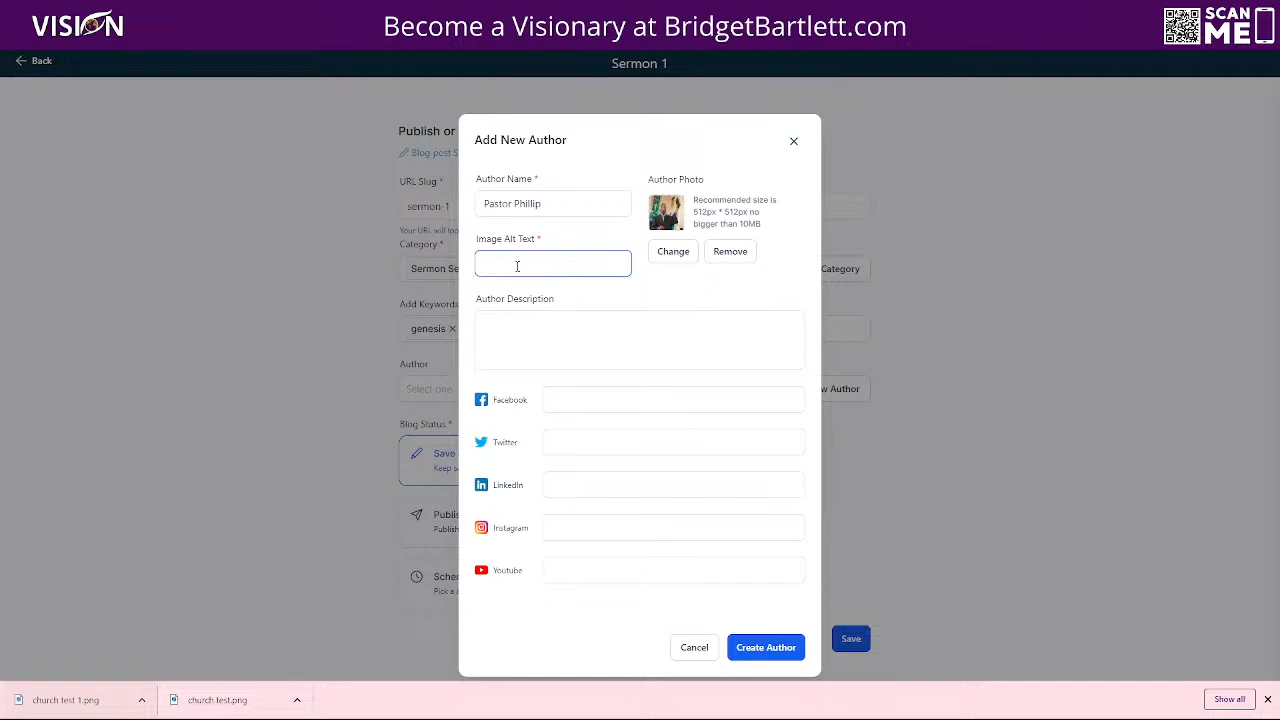 VISION
Become a Visionary at BridgetBartlett.com
SCAN
ME
Back
Sermon 1
Publish or
Blog post S
URL Slug *
sermon-1
Your URL will loo
Category *
Sermon Se
Category
Add Keywords
genesis
Author
Select one
w Author
Blog Status *
Save
Keep s
Publi
Publish
Sched
Pick a d
Save
Add New Author
Author Name *
Pastor Phillip
Author Photo
Recommended size is
512px * 512px no
bigger than 10MB
Change
Remove
Image Alt Text *
Author Description
Facebook
Twitter
LinkedIn
Instagram
Youtube
Cancel
Create Author
church test 1.png
church test.png
Show all